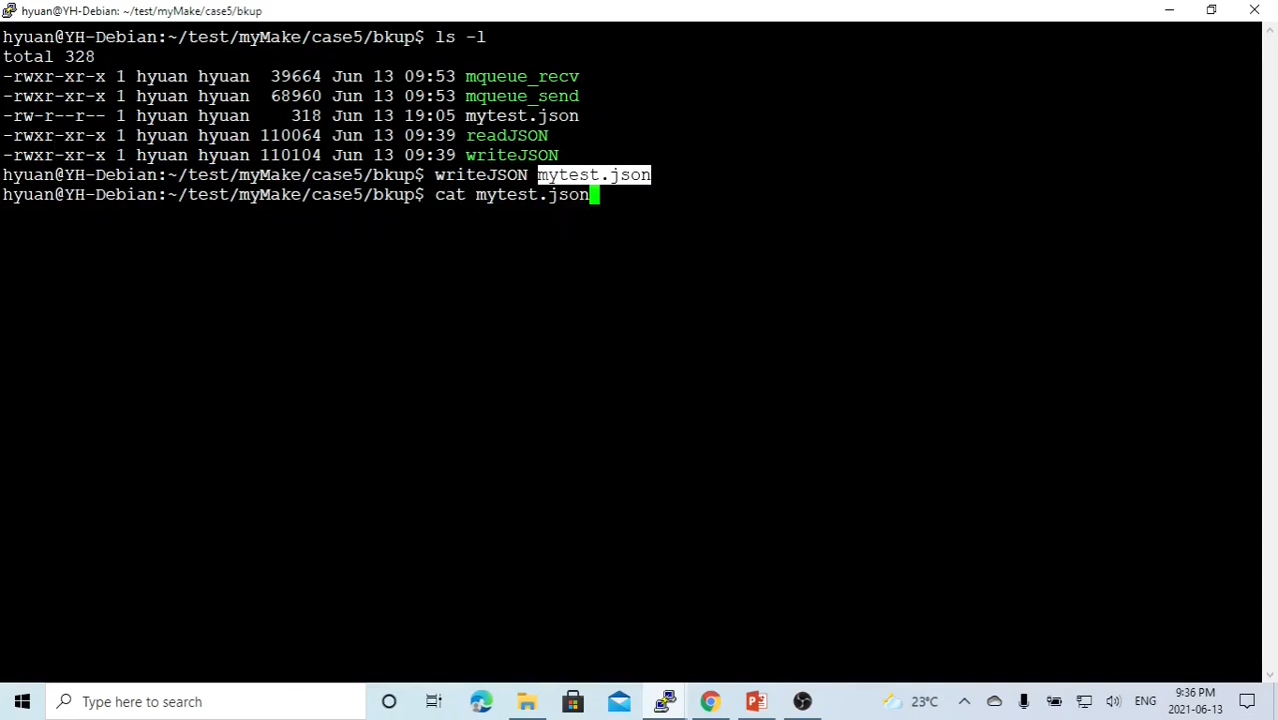 hyuan@YH-Debian: ~/test/myMake/case5/bkup
hyuan@YH-Debian:~/test/myMake/case5/bkup$ ls -l
total 328
-rwxr-xr-x 1 hyuan hyuan  39664 Jun 13 09:53 mqueue_recv
-rwxr-xr-x 1 hyuan hyuan  68960 Jun 13 09:53 mqueue_send
-rw-r--r-- 1 hyuan hyuan    318 Jun 13 19:05 mytest.json
-rwxr-xr-x 1 hyuan hyuan 110064 Jun 13 09:39 readJSON
-rwxr-xr-x 1 hyuan hyuan 110104 Jun 13 09:39 writeJSON
hyuan@YH-Debian:~/test/myMake/case5/bkup$ writeJSON mytest.json
hyuan@YH-Debian:~/test/myMake/case5/bkup$ cat mytest.json
Type here to search
23°C
ENG
9:36 PM
2021-06-13